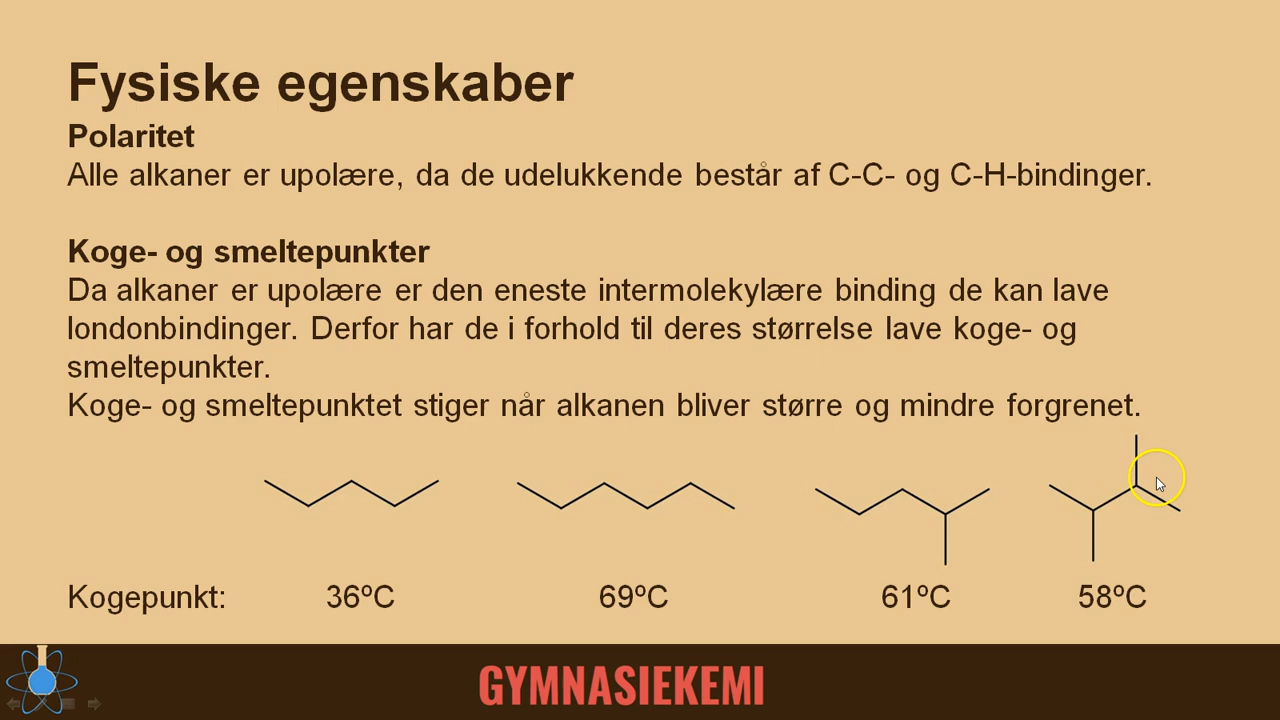 Fysiske egenskaber
Polaritet
Alle alkaner er upolære, da de udelukkende består af C-C- og C-H-bindinger.
Koge- og smeltepunkter
Da alkaner er upolære er den eneste intermolekylære binding de kan lave
londonbindinger. Derfor har de i forhold til deres størrelse lave koge- og
smeltepunkter.
Koge- og smeltepunktet stiger når alkanen bliver større og mindre forgrenet.
Kogepunkt: 36ºC 69ºC 61ºC 58ºC
GYMNASIEKEMI